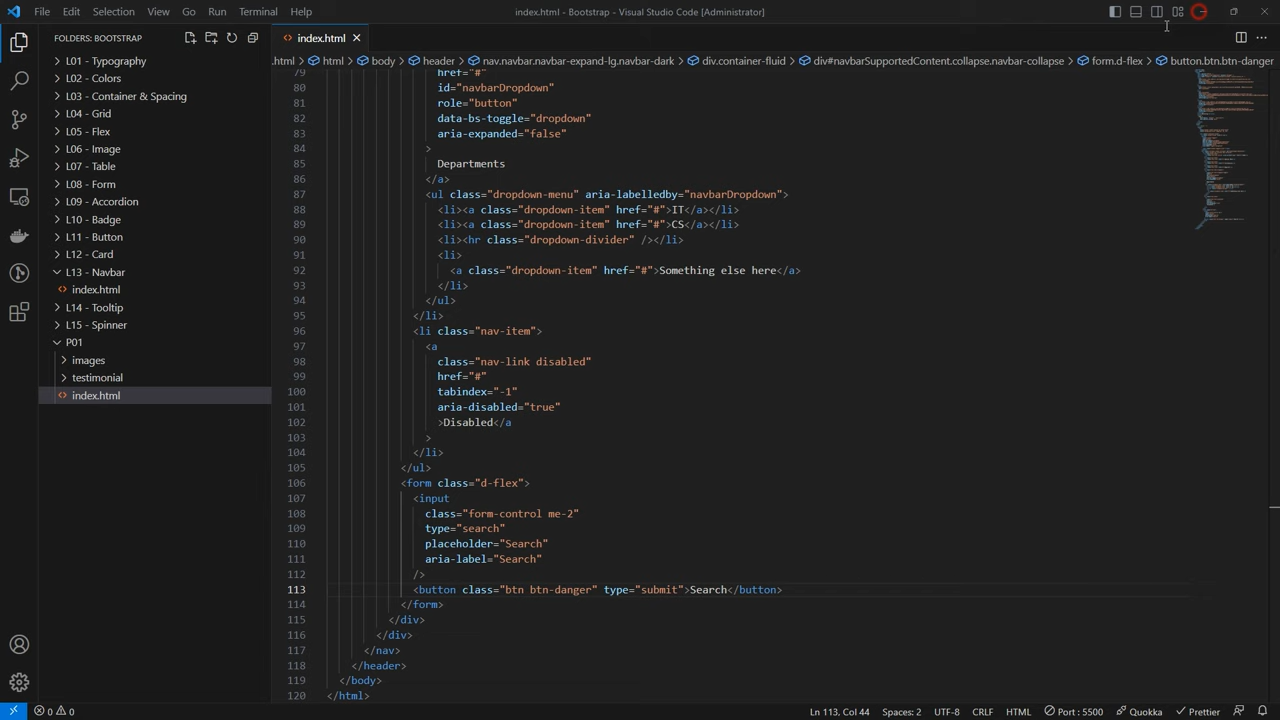 File Edit Selection View Go Run Terminal Help
index.html - Bootstrap - Visual Studio Code [Administrator]
FOLDERS: BOOTSTRAP
L01 - Typography
L02 - Colors
L03 - Container & Spacing
L04 - Grid
L05 - Flex
L06 - Image
L07 - Table
L08 - Form
L09 - Accordion
L10 - Badge
L11 - Button
L12 - Card
L13 - Navbar
index.html
L14 - Tooltip
L15 - Spinner
P01
images
testimonial
index.html
index.html
.html > html > body > header > nav.navbar.navbar-expand-lg.navbar-dark > div.container-fluid > div#navbarSupportedContent.collapse.navbar-collapse > form.d-flex > button.btn.btn-danger
79 href="#"
80 id="navbarDropdown"
81 role="button"
82 data-bs-toggle="dropdown"
83 aria-expanded="false"
84 >
85 Departments
86 </a>
87 <ul class="dropdown-menu" aria-labelledby="navbarDropdown">
88 <li><a class="dropdown-item" href="#">IT</a></li>
89 <li><a class="dropdown-item" href="#">CS</a></li>
90 <li><hr class="dropdown-divider" /></li>
91 <li>
92 <a class="dropdown-item" href="#">Something else here</a>
93 </li>
94 </ul>
95 </li>
96 <li class="nav-item">
97 <a
98 class="nav-link disabled"
99 href="#"
100 tabindex="-1"
101 aria-disabled="true"
102 >Disabled</a
103 >
104 </li>
105 </ul>
106 <form class="d-flex">
107 <input
108 class="form-control me-2"
109 type="search"
110 placeholder="Search"
111 aria-label="Search"
112 />
113 <button class="btn btn-danger" type="submit">Search</button>
114 </form>
115 </div>
116 </div>
117 </nav>
118 </header>
119 </body>
120 </html>
0 0 Ln 113, Col 44 Spaces: 2 UTF-8 CRLF HTML Port : 5500 Quokka Prettier